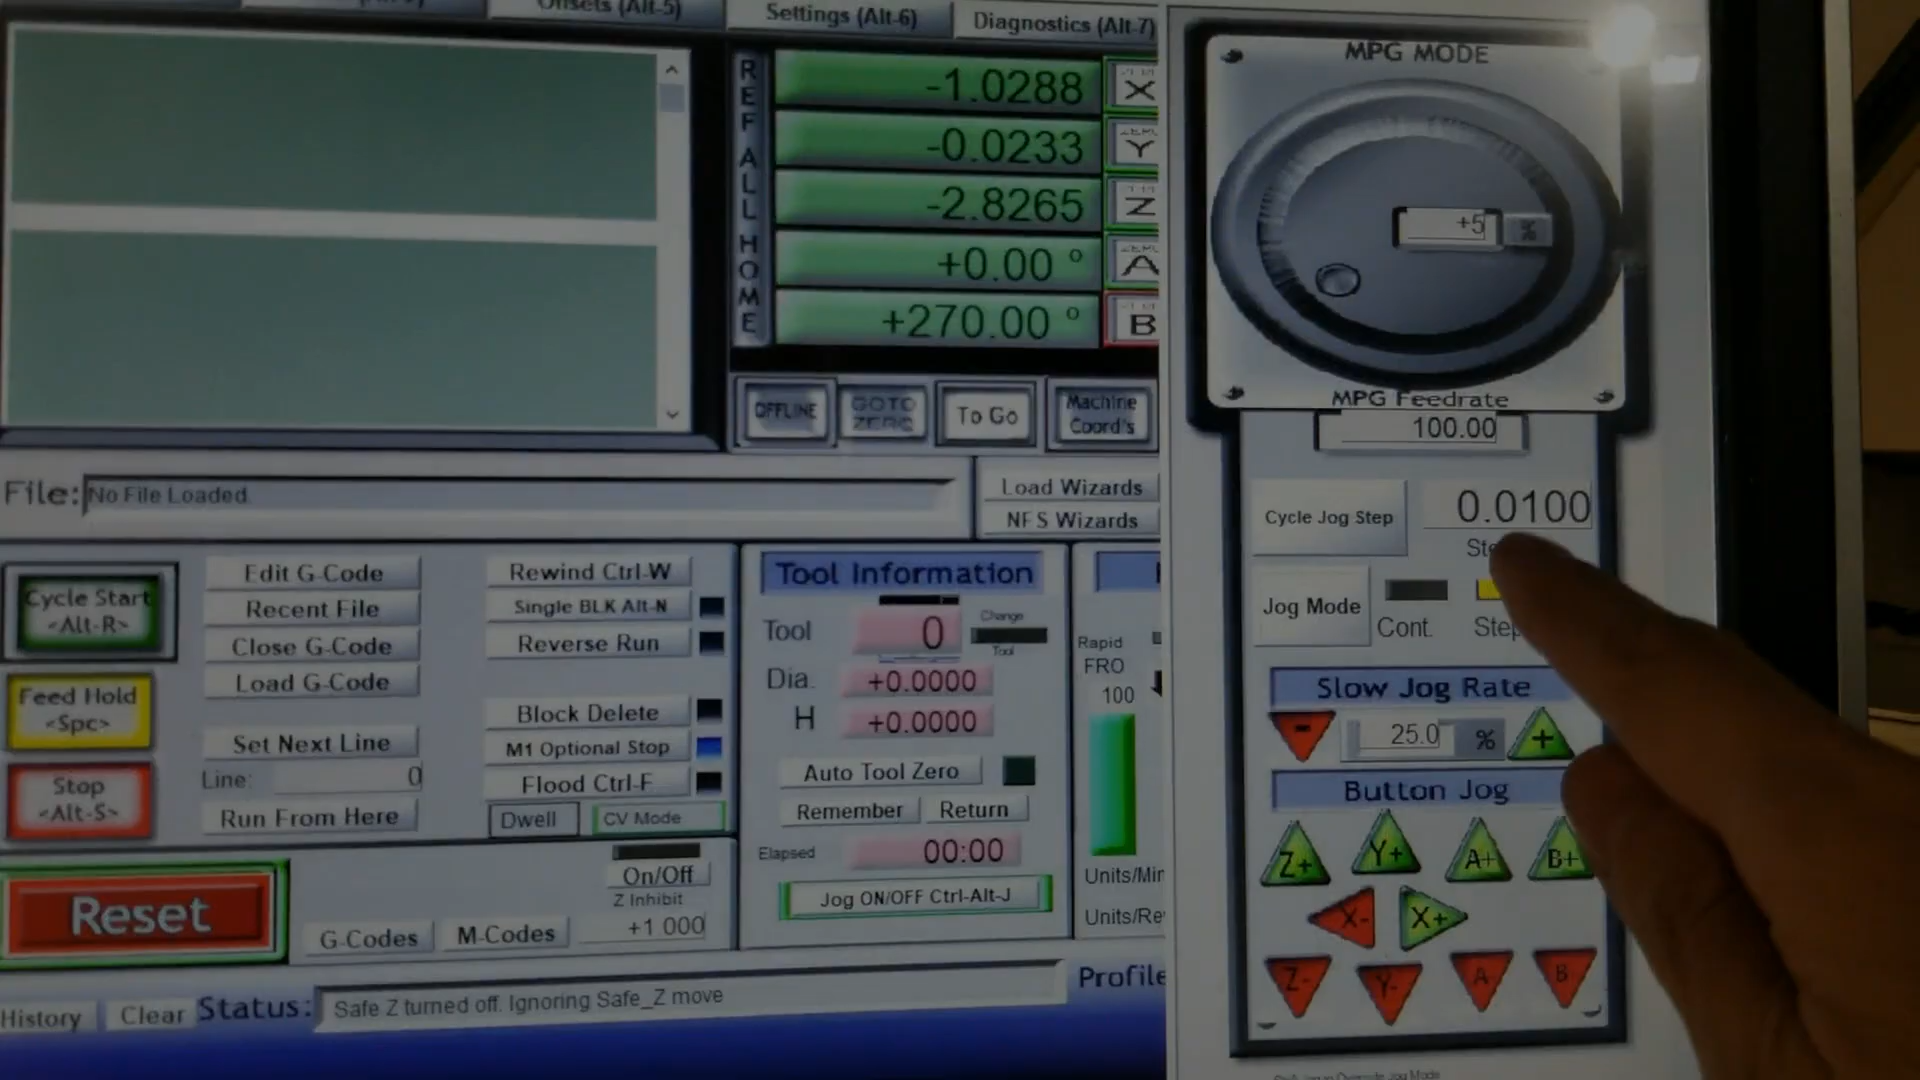 Offsets (Alt-5)
Settings (Alt-6)
Diagnostics (Alt-7)
REF ALL HOME
-1.0288
X
-0.0233
ZERO
Y
-2.8265
Z
+0.00 °
ZERO
A
+270.00 °
B
OFFLINE
GOTO
ZERO
To Go
Machine
Coord's
File:
No File Loaded.
Load Wizards
NFS Wizards
Cycle Start
<Alt-R>
Feed Hold
<Spc>
Stop
<Alt-S>
Reset
Edit G-Code
Recent File
Close G-Code
Load G-Code
Set Next Line
Line: 0
Run From Here
Rewind Ctrl-W
Single BLK Alt-N
Reverse Run
Block Delete
M1 Optional Stop
Flood Ctrl-F
Dwell
CV Mode
On/Off
Z Inhibit
+1.000
G-Codes
M-Codes
Tool Information
Tool 0
Change
Tool
Dia. +0.0000
H +0.0000
Auto Tool Zero
Remember
Return
Elapsed 00:00
Jog ON/OFF Ctrl-Alt-J
Rapid
FRO
100
Units/Min
Units/Re
History
Clear
Status:
Safe Z turned off. Ignoring Safe_Z move
Profile
MPG MODE
+5
MPG Feedrate
100.00
Cycle Jog Step
0.0100
Jog Mode
Cont.
Step
Slow Jog Rate
-
25.0
%
+
Button Jog
Z+
Y+
A+
B+
X-
X+
Z-
Y-
A
B